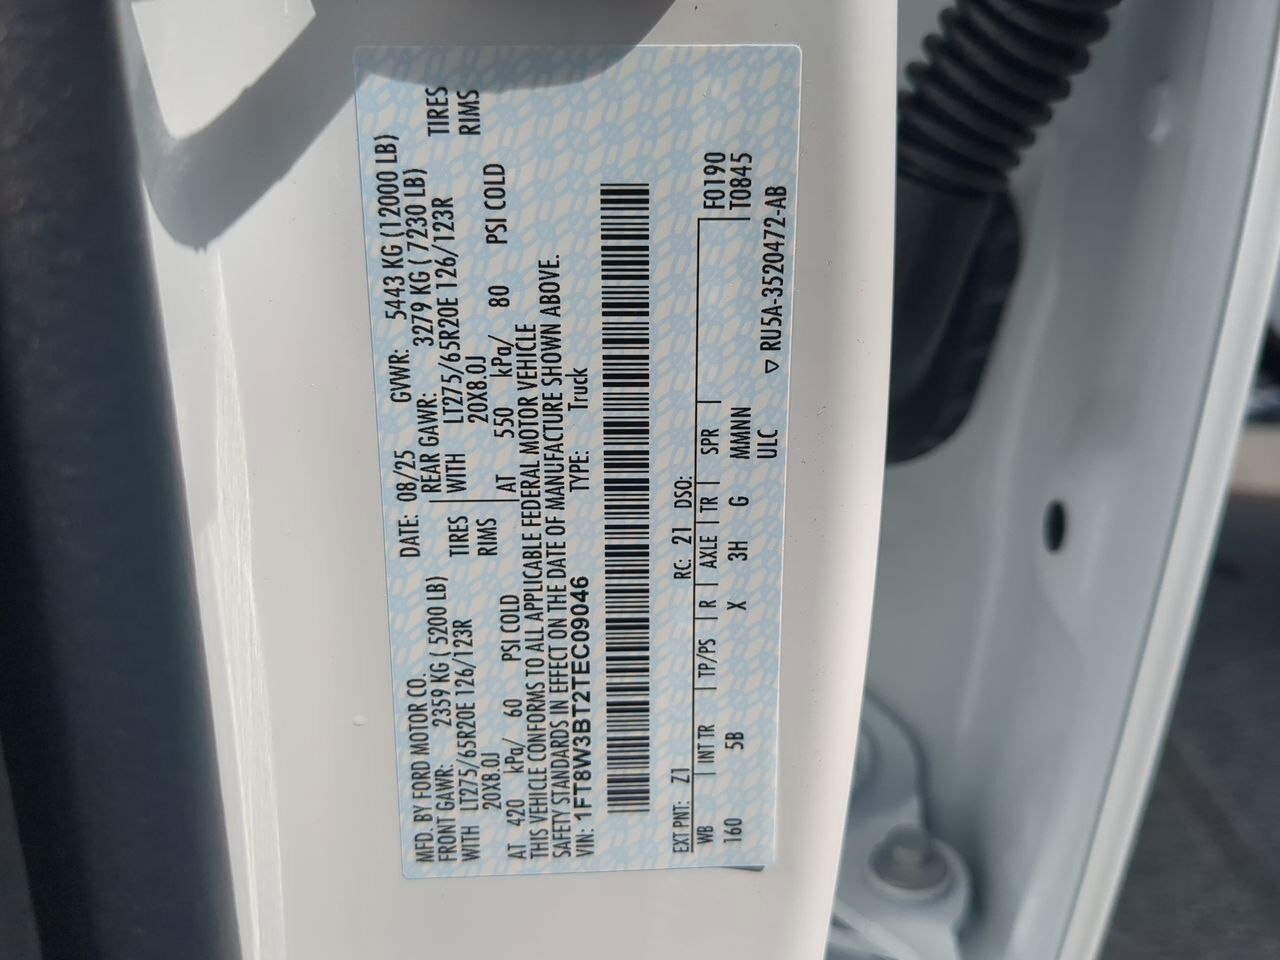 MFD. BY FORD MOTOR CO.
DATE: 08/25 GVWR: 5443 KG (12000 LB)
FRONT GAWR: 2359 KG ( 5200 LB)
REAR GAWR: 3279 KG ( 7230 LB)
WITH LT275/65R20E 126/123R TIRES
WITH LT275/65R20E 126/123R TIRES
20X8.0J RIMS
20X8.0J RIMS
AT 420 kPa/ 60 PSI COLD
AT 550 kPa/ 80 PSI COLD
THIS VEHICLE CONFORMS TO ALL APPLICABLE FEDERAL MOTOR VEHICLE
SAFETY STANDARDS IN EFFECT ON THE DATE OF MANUFACTURE SHOWN ABOVE.
VIN: 1FT8W3BT2TEC09046 TYPE: Truck
EXT PNT: Z1 RC: 21 DSO:
WB INT TR TP/PS R AXLE TR SPR F0190
160 5B X 3H G MMNN T0845
ULC ▽ RU5A-3520472-AB